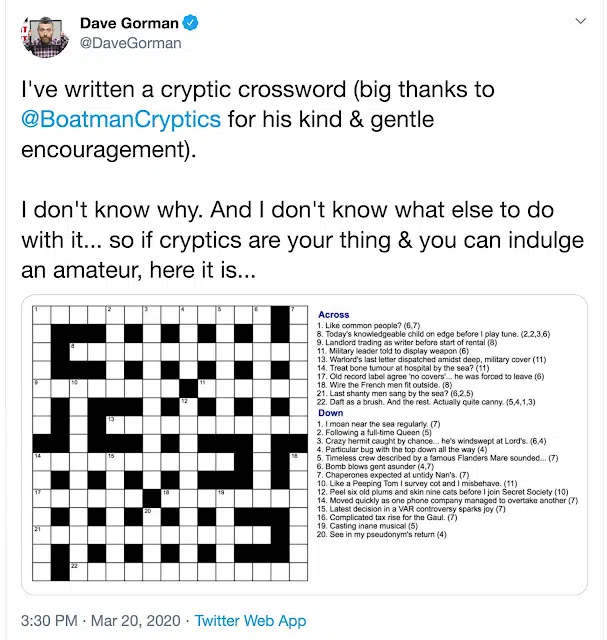 Dave Gorman
@DaveGorman
I've written a cryptic crossword (big thanks to
@BoatmanCryptics for his kind & gentle
encouragement).
I don't know why. And I don't know what else to do
with it... so if cryptics are your thing & you can indulge
an amateur, here it is...
1 2 3 4 5 6 7
8
9 10 11
12
13
14 15 16
17 18 19
20
21
22
Across
1. Like common people? (6,7)
8. Today's knowledgeable child on edge before I play tune. (2,2,3,6)
9. Landlord trading as writer before start of rental (8)
11. Military leader told to display weapon (6)
13. Warlord's last letter dispatched amidst deep, military cover (11)
14. Treat bone tumour at hospital by the sea? (11)
17. Old record label agree 'no covers'... he was forced to leave (6)
18. Wire the French men fit outside. (8)
21. Last shanty men sang by the sea? (6,2,5)
22. Daft as a brush. And the rest. Actually quite canny. (5,4,1,3)
Down
1. I moan near the sea regularly. (7)
2. Following a full-time Queen (5)
3. Crazy hermit caught by chance... he's windswept at Lord's. (6,4)
4. Particular bug with the top down all the way (4)
5. Timeless crew described by a famous Flanders Mare sounded... (7)
6. Bomb blows gent asunder (4,7)
7. Chaperones expected at untidy Nan's. (7)
10. Like a Peeping Tom I survey cot and I misbehave. (11)
12. Peel six old plums and skin nine cats before I join Secret Society (10)
14. Moved quickly as one phone company managed to overtake another (7)
15. Latest decision in a VAR controversy sparks joy (7)
16. Complicated tax rise for the Gaul. (7)
19. Casting inane musical (5)
20. See in my pseudonym's return (4)
3:30 PM · Mar 20, 2020 · Twitter Web App